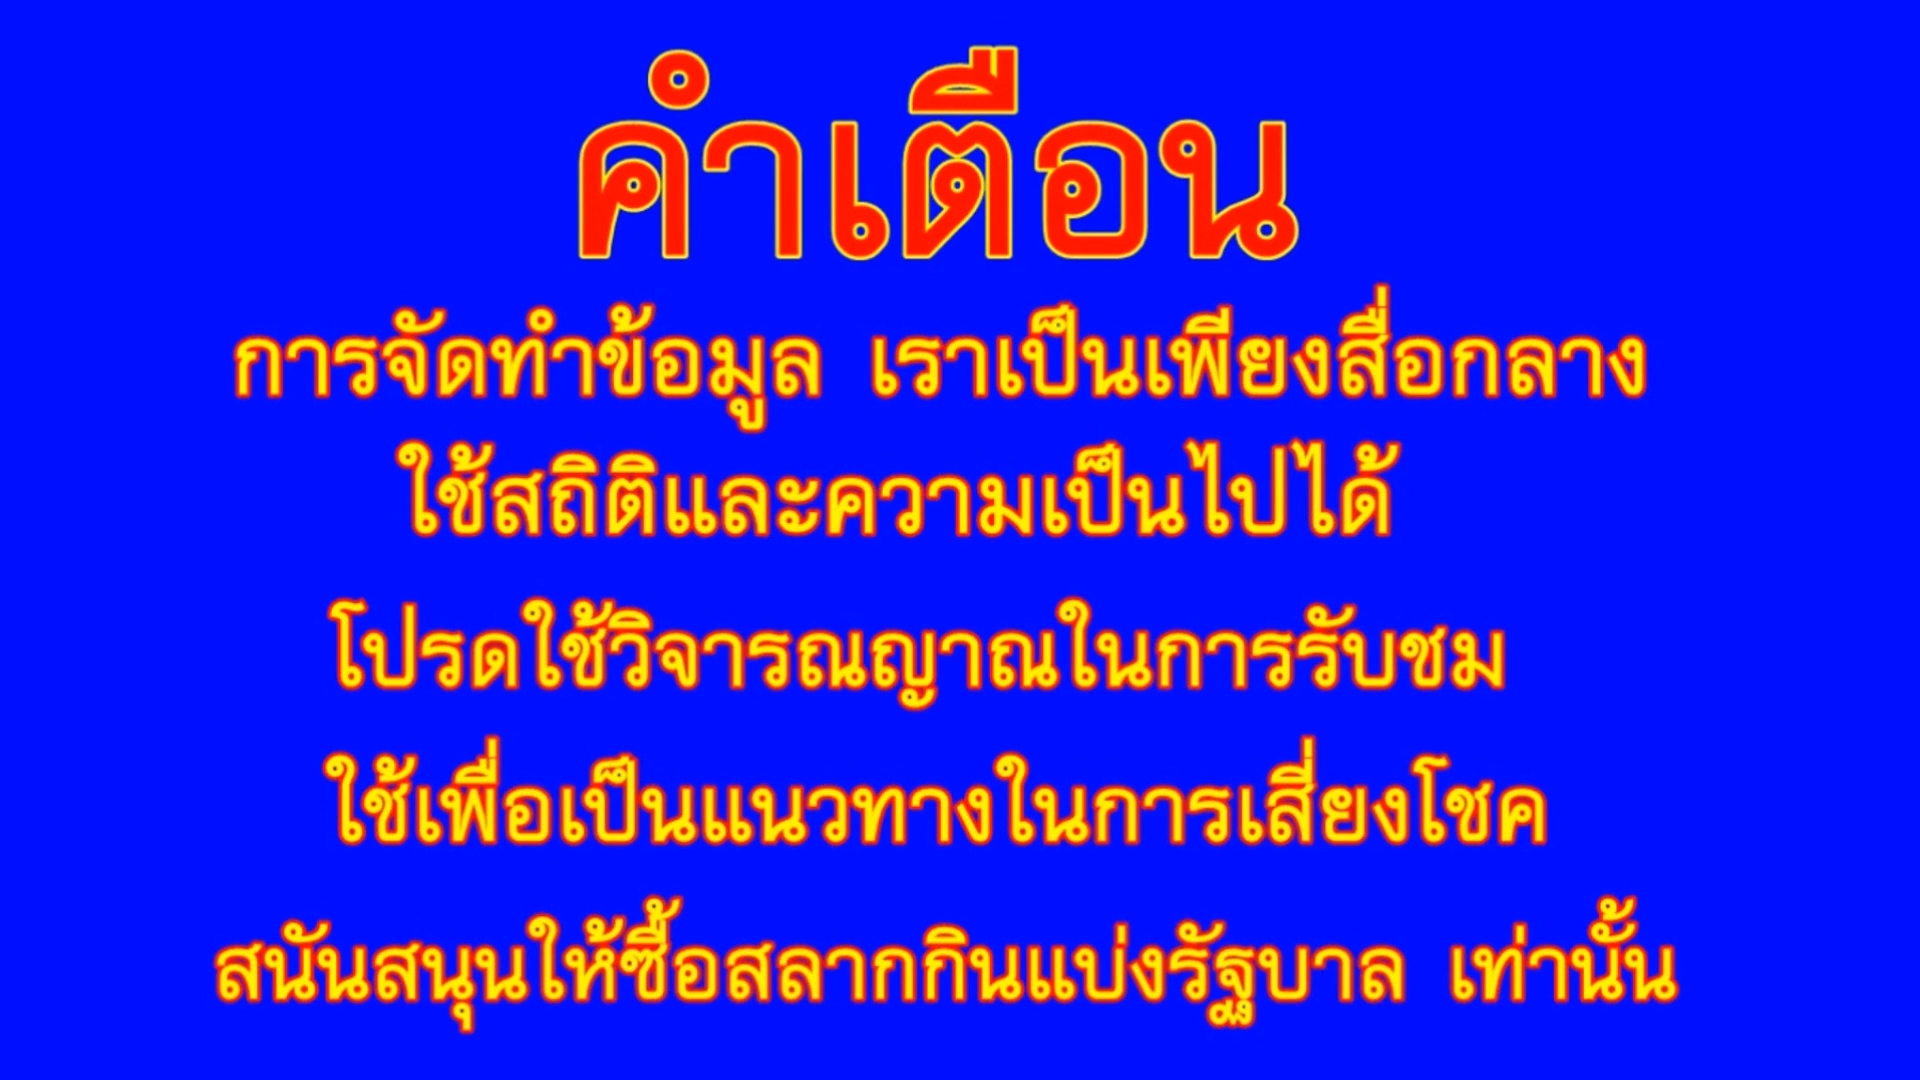 คำเตือน
การจัดทำข้อมูล เราเป็นเพียงสื่อกลาง
ใช้สถิติและความเป็นไปได้
โปรดใช้วิจารณญาณในการรับชม
ใช้เพื่อเป็นแนวทางในการเสี่ยงโชค
สนันสนุนให้ซื้อสลากกินแบ่งรัฐบาล เท่านั้น